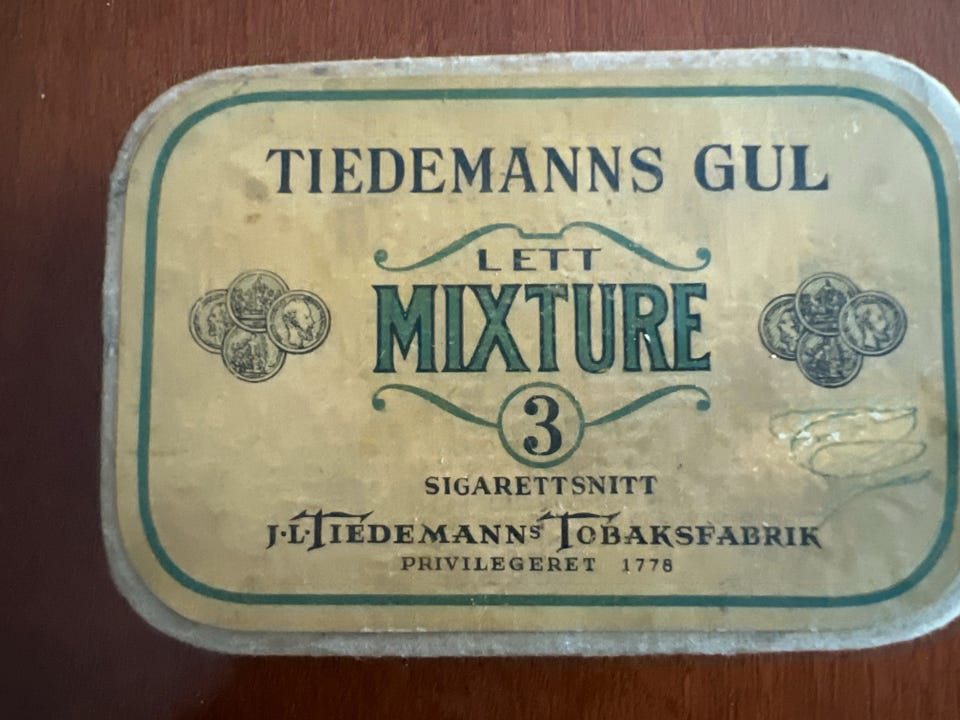 TIEDEMANNS GUL
LETT
MIXTURE
3
SIGARETTSNITT
J·L·TIEDEMANNS TOBAKSFABRIK
PRIVILEGERET 1778